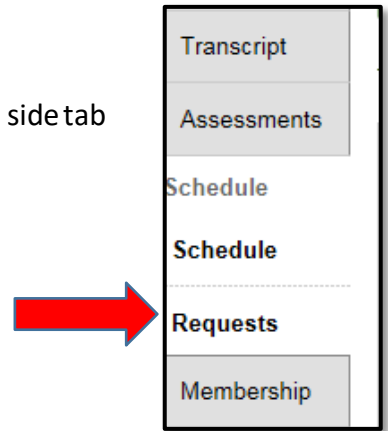 Transcript
side tab
Assessments
Schedule
Schedule
Requests
Membership